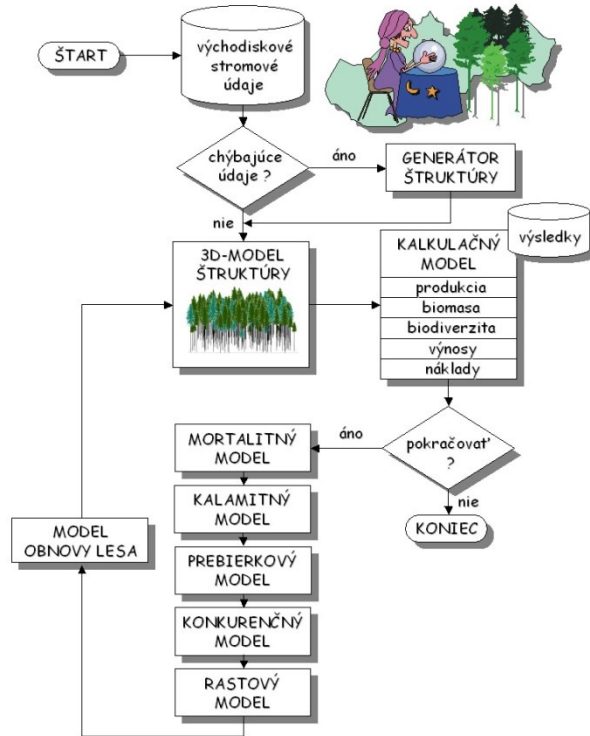 ŠTART
východiskové
stromové
údaje
chýbajúce
údaje ?
áno
GENERÁTOR
ŠTRUKTÚRY
nie
3D-MODEL
ŠTRUKTÚRY
KALKULAČNÝ
MODEL
produkcia
biomasa
biodiverzita
výnosy
náklady
výsledky
pokračovať
?
áno
nie
KONIEC
MORTALITNÝ
MODEL
KALAMITNÝ
MODEL
PREBIERKOVÝ
MODEL
KONKURENČNÝ
MODEL
RASTOVÝ
MODEL
MODEL
OBNOVY LESA